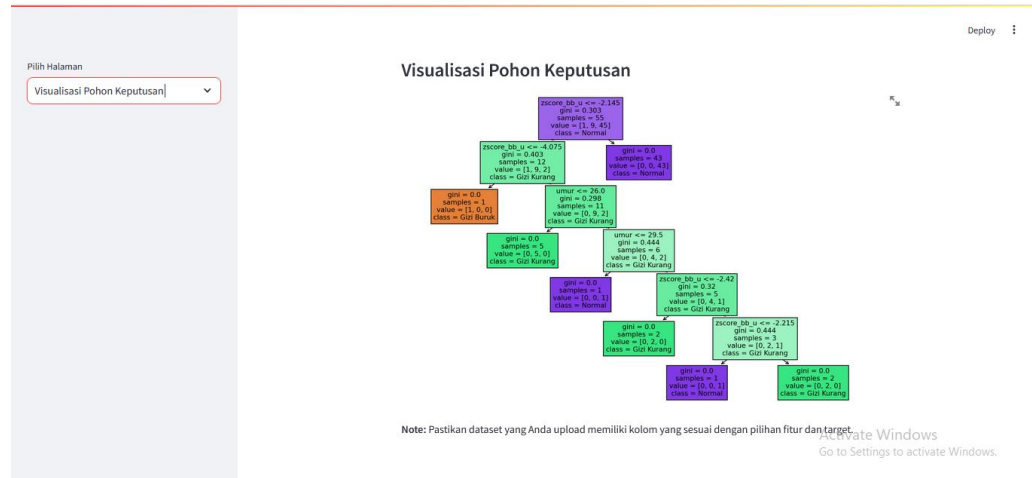 Deploy
Pilih Halaman
Visualisasi Pohon Keputusan
Visualisasi Pohon Keputusan
zscore_bb_u <= -2.145
gini = 0.303
samples = 55
value = [1, 9, 45]
class = Normal
zscore_bb_u <= -4.075
gini = 0.403
samples = 12
value = [1, 9, 2]
class = Gizi Kurang
gini = 0.0
samples = 43
value = [0, 0, 43]
class = Normal
gini = 0.0
samples = 1
value = [1, 0, 0]
class = Gizi Buruk
umur <= 26.0
gini = 0.298
samples = 11
value = [0, 9, 2]
class = Gizi Kurang
gini = 0.0
samples = 5
value = [0, 5, 0]
class = Gizi Kurang
umur <= 29.5
gini = 0.444
samples = 6
value = [0, 4, 2]
class = Gizi Kurang
gini = 0.0
samples = 1
value = [0, 0, 1]
class = Normal
zscore_bb_u <= -2.42
gini = 0.32
samples = 5
value = [0, 4, 1]
class = Gizi Kurang
gini = 0.0
samples = 2
value = [0, 2, 0]
class = Gizi Kurang
zscore_bb_u <= -2.215
gini = 0.444
samples = 3
value = [0, 2, 1]
class = Gizi Kurang
gini = 0.0
samples = 1
value = [0, 0, 1]
class = Normal
gini = 0.0
samples = 2
value = [0, 2, 0]
class = Gizi Kurang
Note: Pastikan dataset yang Anda upload memiliki kolom yang sesuai dengan pilihan fitur dan target.
Activate Windows
Go to Settings to activate Windows.